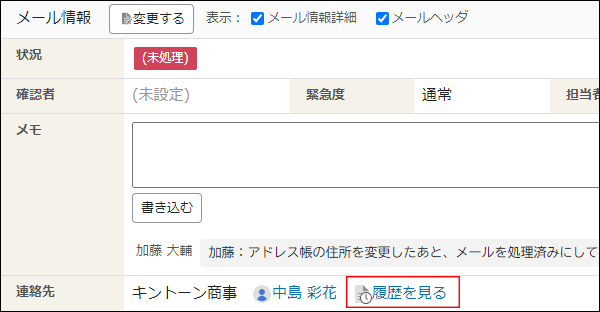 メール情報 変更する 表示： メール情報詳細 メールヘッダ
状況 (未処理)
確認者 (未設定) 緊急度 通常 担当者
メモ
書き込む
加藤 大輔 加藤：アドレス帳の住所を変更したあと、メールを処理済みにして
連絡先 キントーン商事 中島 彩花 履歴を見る